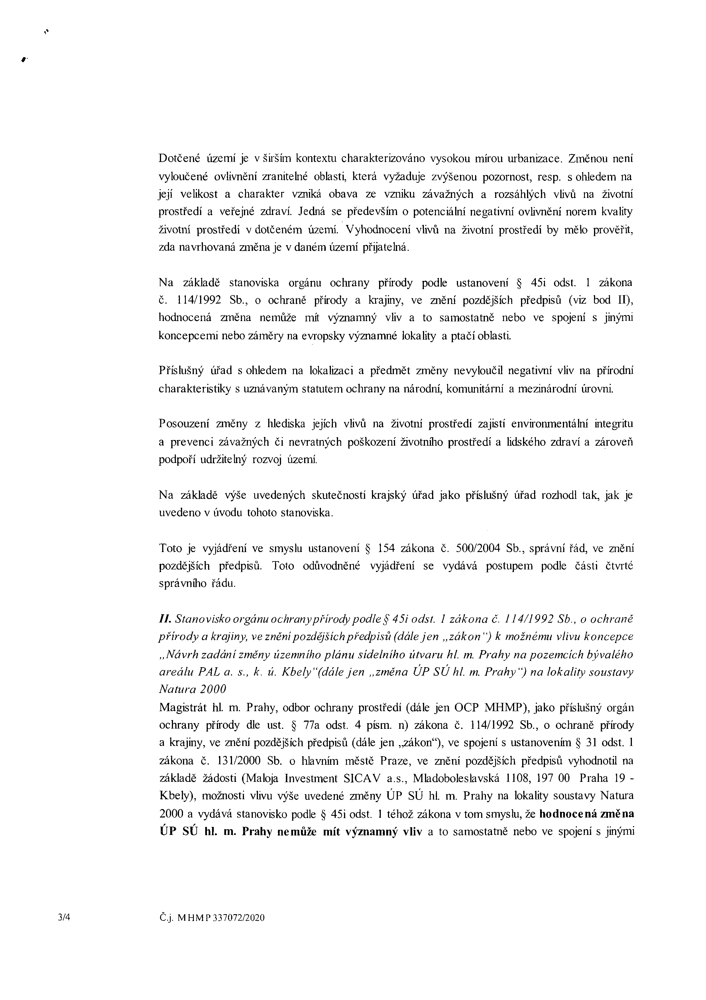 Dotčené území je v širším kontextu charakterizováno vysokou mírou urbanizace. Změnou není
vyloučené ovlivnění zranitelné oblasti, která vyžaduje zvýšenou pozornost, resp. s ohledem na
její velikost a charakter vzniká obava ze vzniku závažných a rozsáhlých vlivů na životní
prostředí a veřejné zdraví. Jedná se především o potenciální negativní ovlivnění norem kvality
životní prostředí v dotčeném území. Vyhodnocení vlivů na životní prostředí by mělo prověřit,
zda navrhovaná změna je v daném území přijatelná.
Na základě stanoviska orgánu ochrany přírody podle ustanovení § 45i odst. 1 zákona
č. 114/1992 Sb., o ochraně přírody a krajiny, ve znění pozdějších předpisů (viz bod II),
hodnocená změna nemůže mít významný vliv a to samostatně nebo ve spojení s jinými
koncepcemi nebo záměry na evropsky významné lokality a ptačí oblasti.
Příslušný úřad s ohledem na lokalizaci a předmět změny nevyloučil negativní vliv na přírodní
charakteristiky s uznávaným statutem ochrany na národní, komunitární a mezinárodní úrovni.
Posouzení změny z hlediska jejích vlivů na životní prostředí zajistí environmentální integritu
a prevenci závažných či nevratných poškození životního prostředí a lidského zdraví a zároveň
podpoří udržitelný rozvoj území.
Na základě výše uvedených skutečností krajský úřad jako příslušný úřad rozhodl tak, jak je
uvedeno v úvodu tohoto stanoviska.
Toto je vyjádření ve smyslu ustanovení § 154 zákona č. 500/2004 Sb., správní řád, ve znění
pozdějších předpisů. Toto odůvodněné vyjádření se vydává postupem podle části čtvrté
správního řádu.
II. Stanovisko orgánu ochrany přírody podle § 45i odst. 1 zákona č. 114/1992 Sb., o ochraně
přírody a krajiny, ve znění pozdějších předpisů (dále jen „zákon“) k možnému vlivu koncepce
„Návrh zadání změny územního plánu sídelního útvaru hl. m. Prahy na pozemcích bývalého
areálu PAL a. s., k. ú. Kbely“(dále jen „změna ÚP SÚ hl. m. Prahy“) na lokality soustavy
Natura 2000
Magistrát hl. m. Prahy, odbor ochrany prostředí (dále jen OCP MHMP), jako příslušný orgán
ochrany přírody dle ust. § 77a odst. 4 písm. n) zákona č. 114/1992 Sb., o ochraně přírody
a krajiny, ve znění pozdějších předpisů (dále jen „zákon“), ve spojení s ustanovením § 31 odst. 1
zákona č. 131/2000 Sb. o hlavním městě Praze, ve znění pozdějších předpisů vyhodnotil na
základě žádosti (Maloja Investment SICAV a.s., Mladoboleslavská 1108, 197 00 Praha 19 -
Kbely), možnosti vlivu výše uvedené změny ÚP SÚ hl. m. Prahy na lokality soustavy Natura
2000 a vydává stanovisko podle § 45i odst. 1 téhož zákona v tom smyslu, že hodnocená změna
ÚP SÚ hl. m. Prahy nemůže mít významný vliv a to samostatně nebo ve spojení s jinými
3/4 Č.j. MHMP 337072/2020